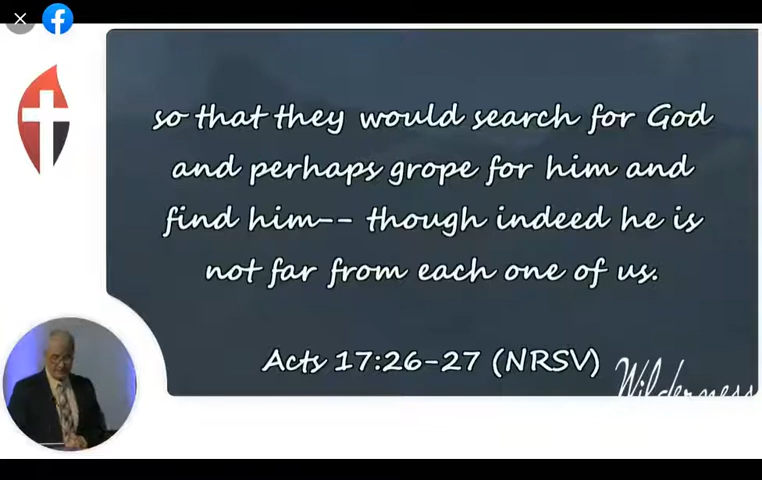 so that they would search for God
and perhaps grope for him and
find him-- though indeed he is
not far from each one of us.
Acts 17:26-27 (NRSV)
Wilderness